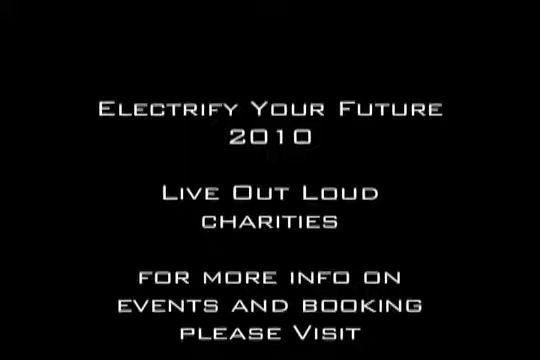 Electrify Your Future
2010
Live Out Loud
charities
for more info on
events and booking
please Visit